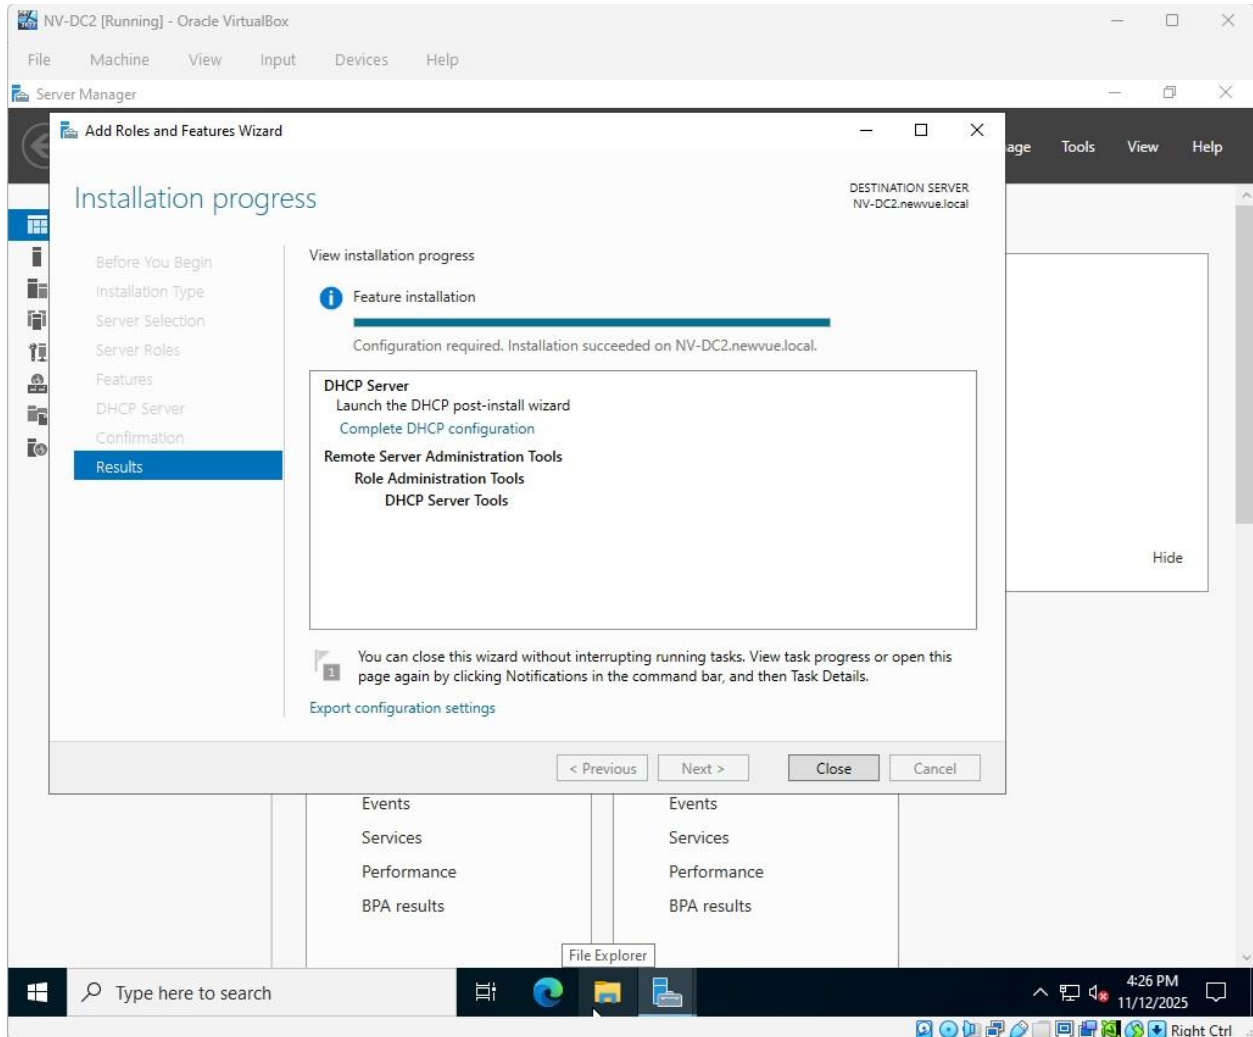 NV-DC2 [Running] - Oracle VirtualBox
File Machine View Input Devices Help
Server Manager
Add Roles and Features Wizard
age Tools View Help
Installation progress
DESTINATION SERVER
NV-DC2.newvue.local
Before You Begin
Installation Type
Server Selection
Server Roles
Features
DHCP Server
Confirmation
Results
View installation progress
Feature installation
Configuration required. Installation succeeded on NV-DC2.newvue.local.
DHCP Server
Launch the DHCP post-install wizard
Complete DHCP configuration
Remote Server Administration Tools
Role Administration Tools
DHCP Server Tools
Hide
1
You can close this wizard without interrupting running tasks. View task progress or open this
page again by clicking Notifications in the command bar, and then Task Details.
Export configuration settings
< Previous Next > Close Cancel
Events Events
Services Services
Performance Performance
BPA results BPA results
File Explorer
Type here to search
4:26 PM
11/12/2025
Right Ctrl